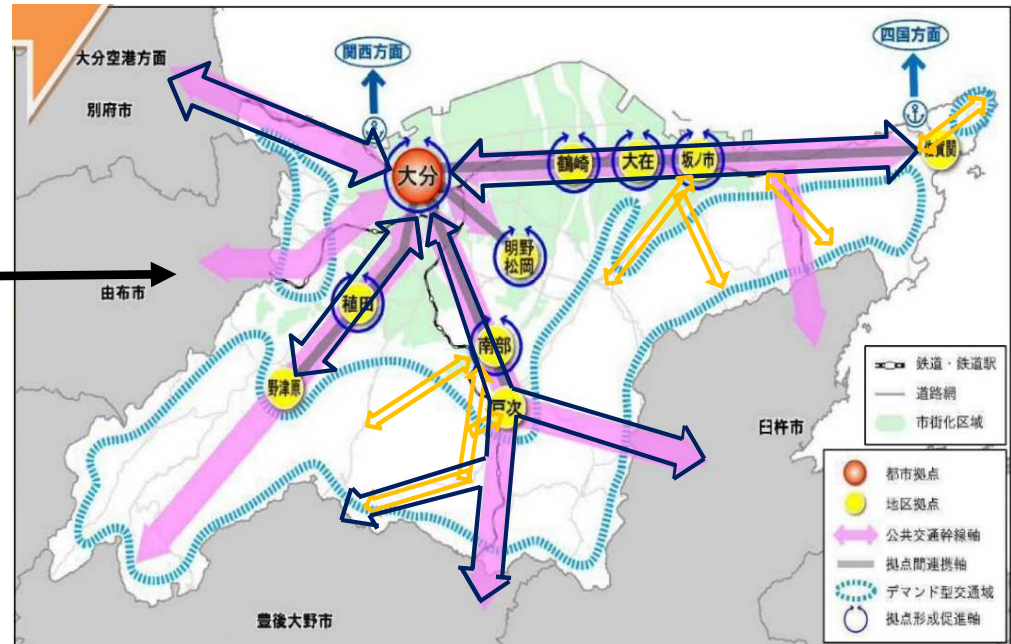 大分空港方面
別府市
関西方面
四国方面
大分
鶴崎
大在
坂ノ市
佐賀関
明野
松岡
由布市
稙田
南部
野津原
戸次
臼杵市
豊後大野市
鉄道・鉄道駅
道路網
市街化区域
都市拠点
地区拠点
公共交通幹線軸
拠点間連携軸
デマンド型交通域
拠点形成促進軸